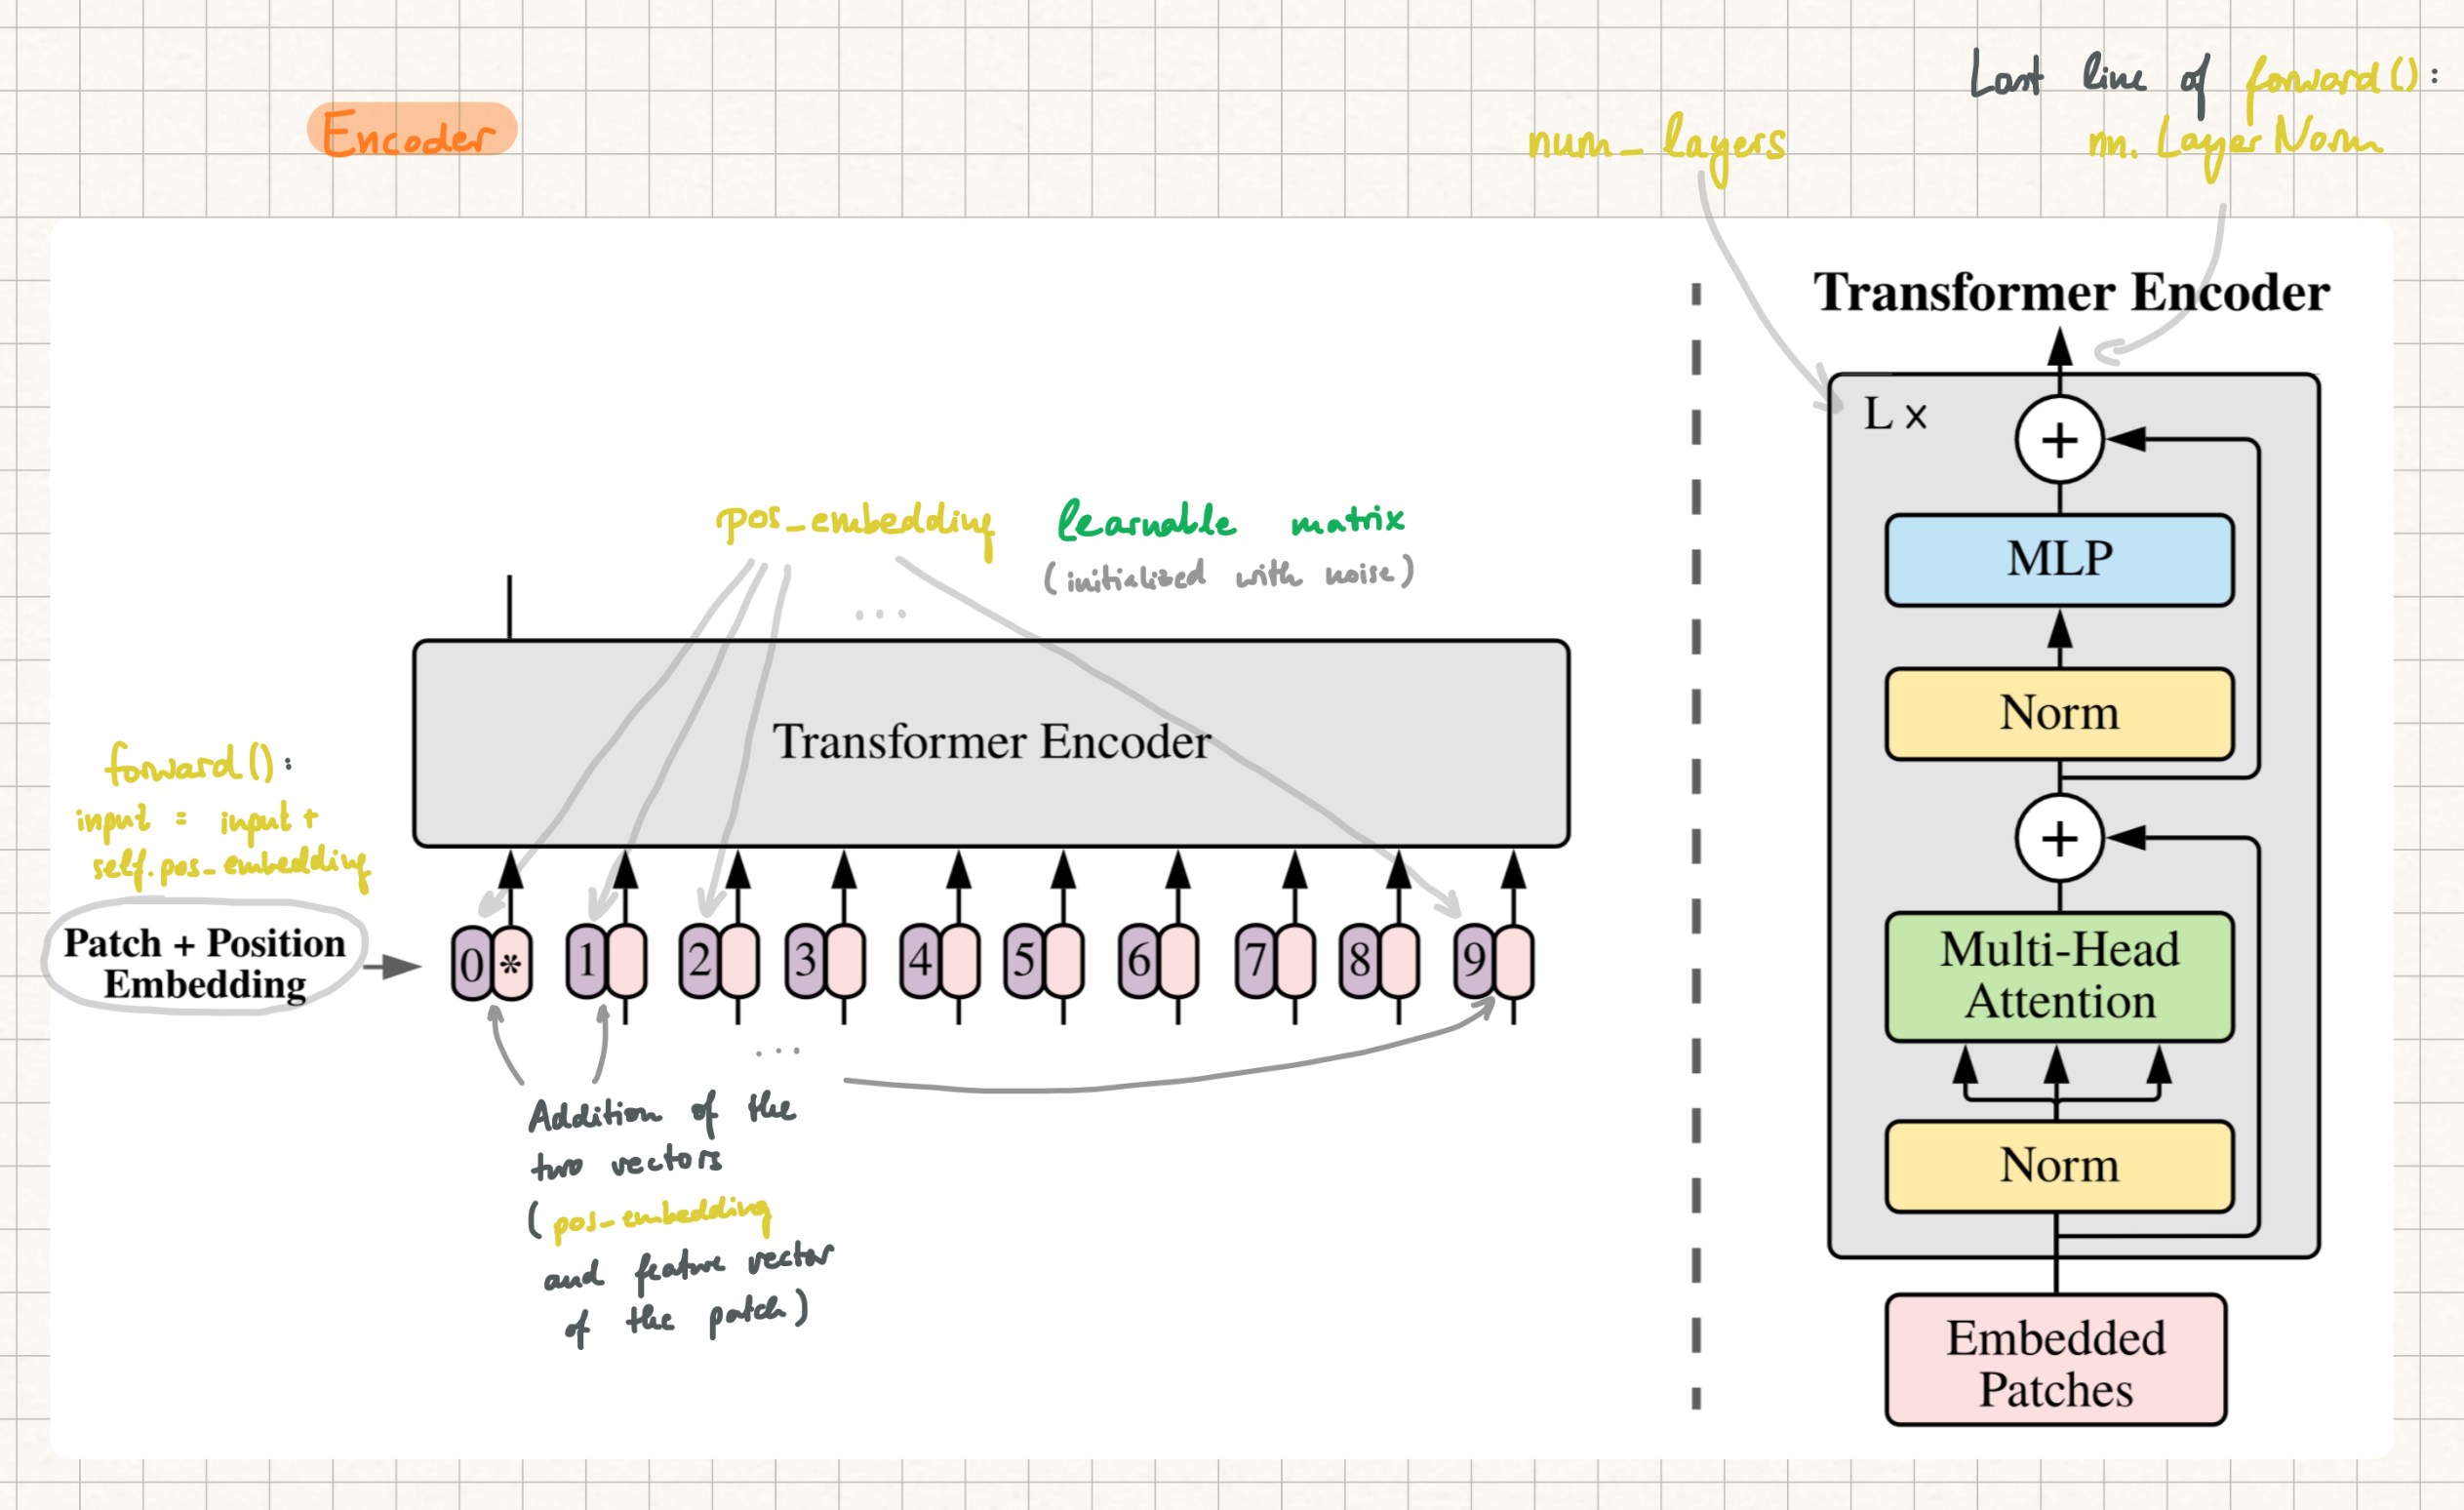 Encoder
num_layers
Last line of forward():
nn.LayerNorm
pos_embedding learnable matrix
(initialized with noise)
...
Transformer Encoder
forward():
input = input +
self.pos_embedding
Patch + Position
Embedding
0 * 1 2 3 4 5 6 7 8 9
...
Addition of the
two vectors
(pos_embedding
and feature vector
of the patch)
Transformer Encoder
L ×
+
MLP
Norm
+
Multi-Head
Attention
Norm
Embedded
Patches